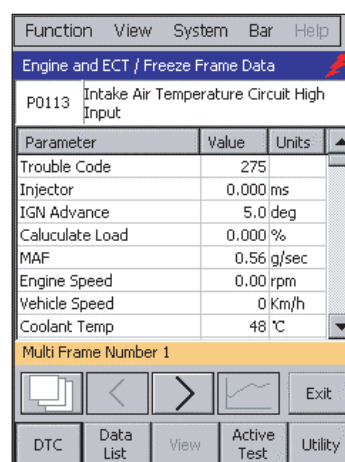 Function View System Bar Help
Engine and ECT / Freeze Frame Data
P0113 Intake Air Temperature Circuit High
Input
Parameter Value Units
Trouble Code 275
Injector 0.000 ms
IGN Advance 5.0 deg
Caluculate Load 0.000 %
MAF 0.56 g/sec
Engine Speed 0.00 rpm
Vehicle Speed 0 Km/h
Coolant Temp 48 ℃
Multi Frame Number 1
Exit
DTC Data List View Active Test Utility